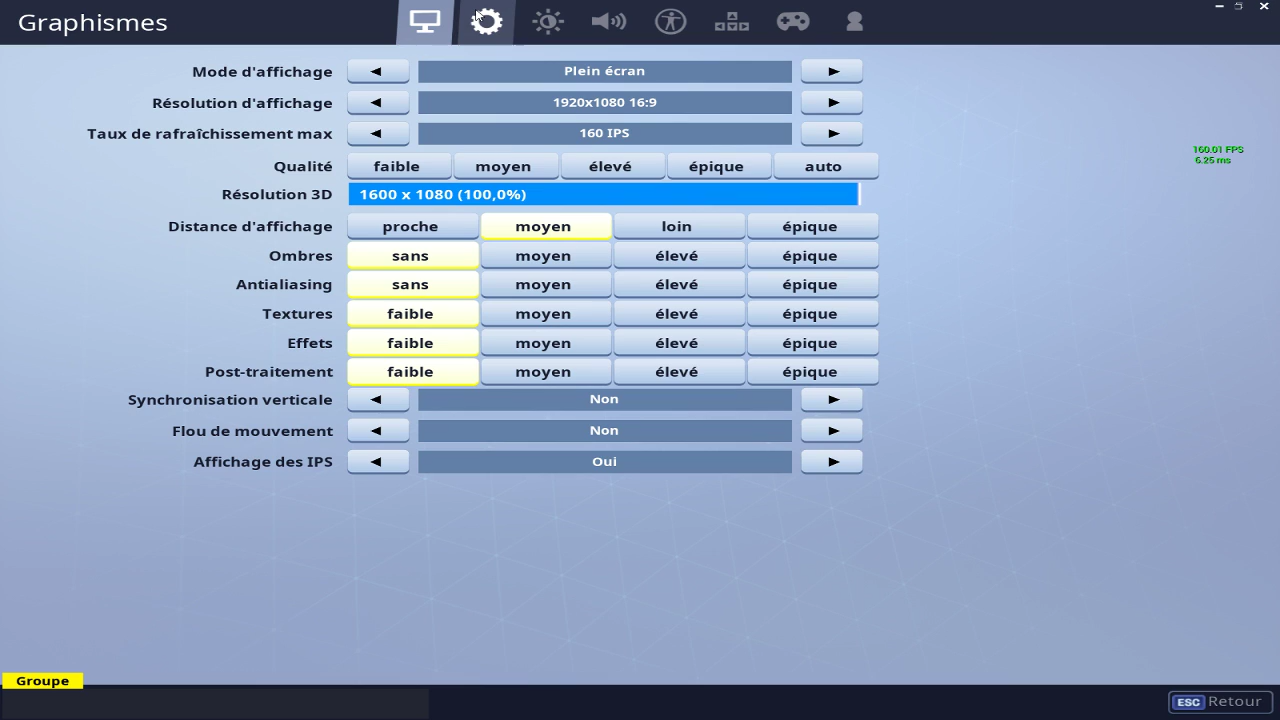 Graphismes
Mode d'affichage ◄ Plein écran ►
Résolution d'affichage ◄ 1920x1080 16:9 ►
Taux de rafraîchissement max ◄ 160 IPS ►
160.01 FPS
6.25 ms
Qualité faible moyen élevé épique auto
Résolution 3D 1600 x 1080 (100,0%)
Distance d'affichage proche moyen loin épique
Ombres sans moyen élevé épique
Antialiasing sans moyen élevé épique
Textures faible moyen élevé épique
Effets faible moyen élevé épique
Post-traitement faible moyen élevé épique
Synchronisation verticale ◄ Non ►
Flou de mouvement ◄ Non ►
Affichage des IPS ◄ Oui ►
Groupe
ESC Retour